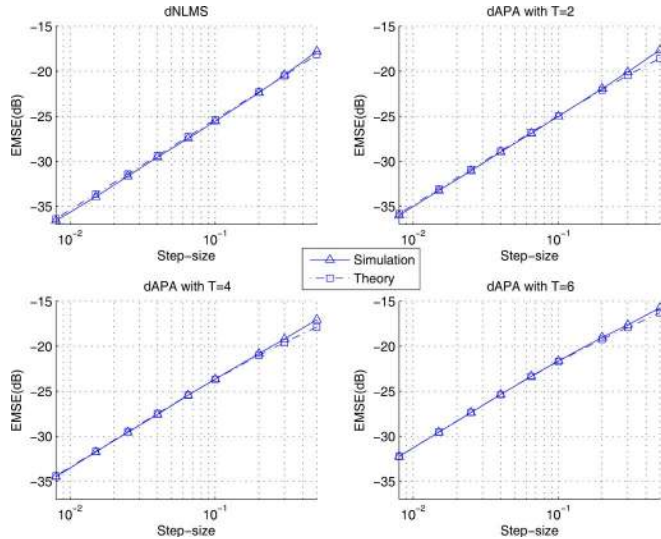 dNLMS
dAPA with T=2
-15
-20
-25
-30
-35
EMSE(dB)
10^-2
10^-1
Step-size
-15
-20
-25
-30
-35
EMSE(dB)
10^-2
10^-1
Step-size
Simulation
Theory
dAPA with T=4
dAPA with T=6
-15
-20
-25
-30
-35
EMSE(dB)
10^-2
10^-1
Step-size
-15
-20
-25
-30
-35
EMSE(dB)
10^-2
10^-1
Step-size